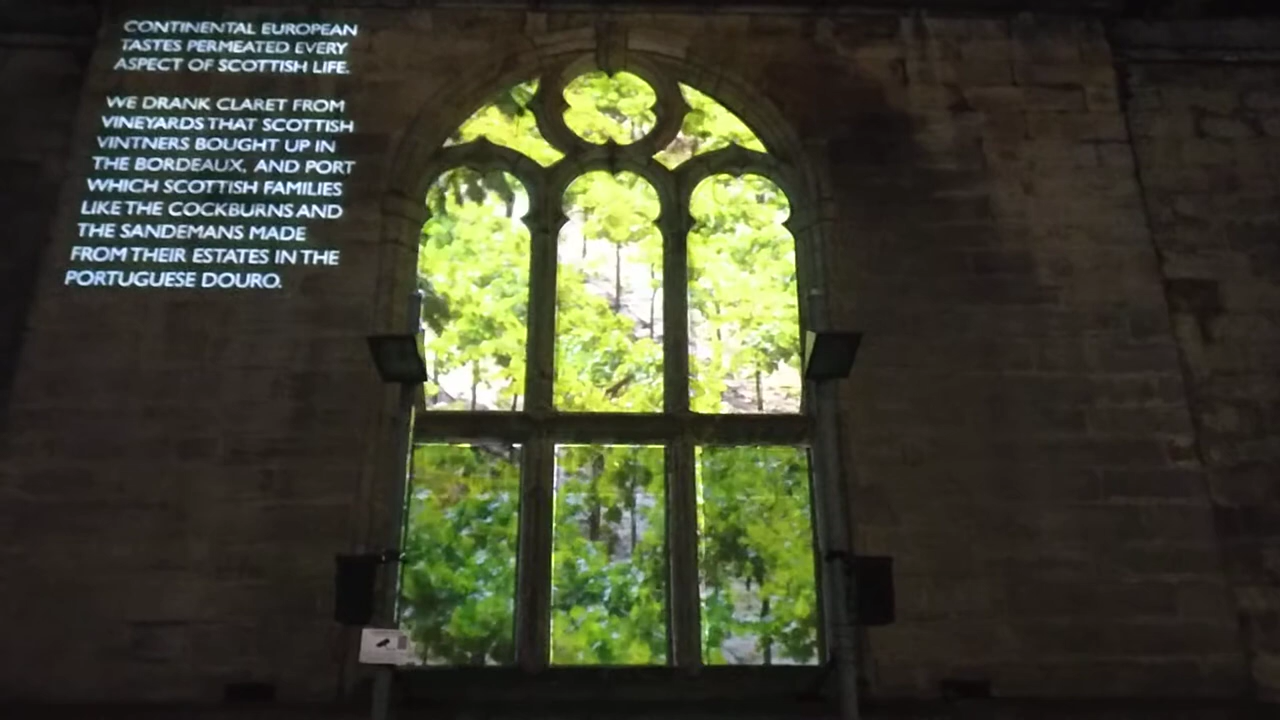 CONTINENTAL EUROPEAN
TASTES PERMEATED EVERY
ASPECT OF SCOTTISH LIFE.
WE DRANK CLARET FROM
VINEYARDS THAT SCOTTISH
VINTNERS BOUGHT UP IN
THE BORDEAUX, AND PORT
WHICH SCOTTISH FAMILIES
LIKE THE COCKBURNS AND
THE SANDEMANS MADE
FROM THEIR ESTATES IN THE
PORTUGUESE DOURO.